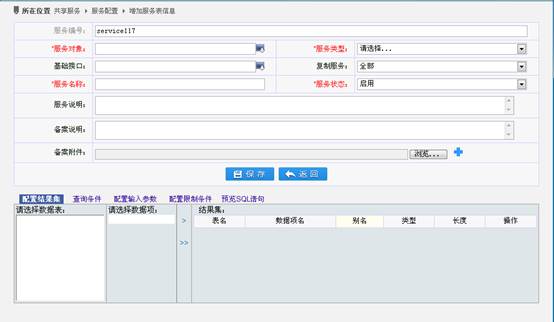 所在位置 共享服务 ▶ 服务配置 ▶ 增加服务表信息
服务编号: service117
*服务对象: *服务类型: 请选择...
基础接口: 复制服务: 全部
*服务名称: *服务状态: 启用
服务说明:
备案说明:
备案附件: 浏览...
保存 返回
配置结果集 查询条件 配置输入参数 配置限制条件 预览SQL语句
请选择数据表: 请选择数据项: > 结果集:
表名 数据项名 别名 类型 长度 操作
>>